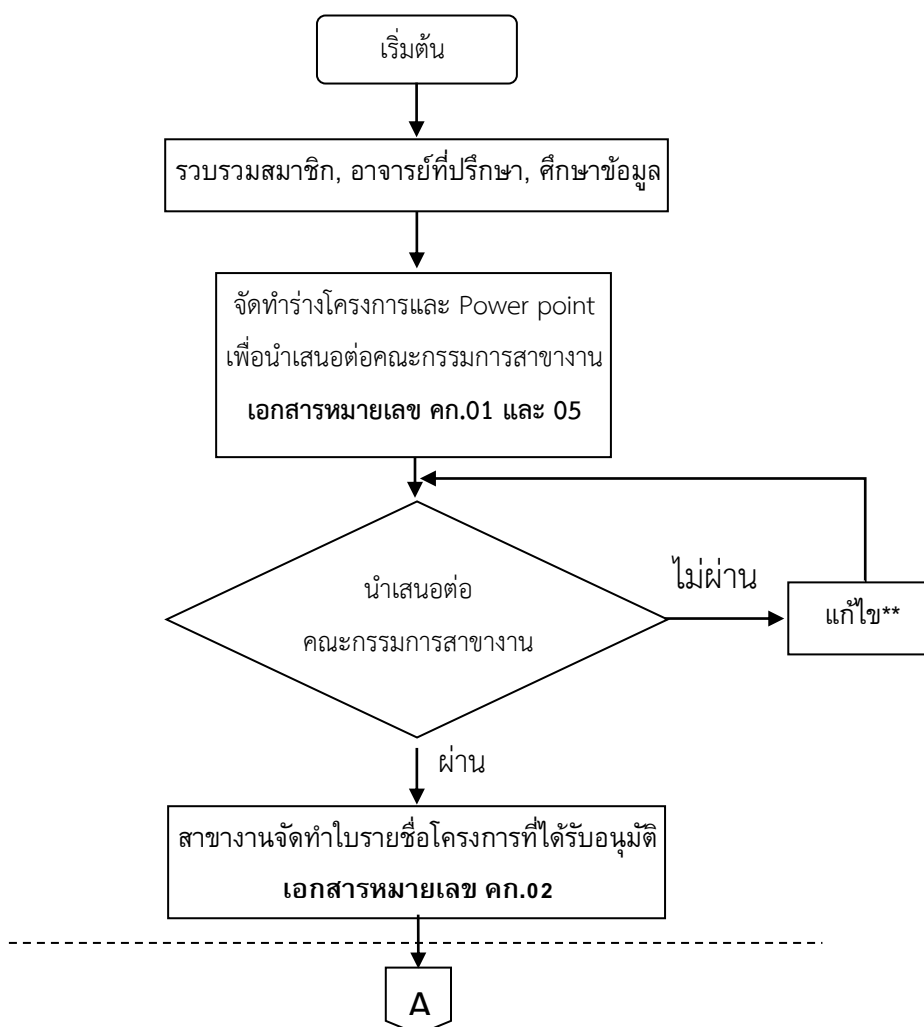 เริ่มต้น
รวบรวมสมาชิก, อาจารย์ที่ปรึกษา, ศึกษาข้อมูล
จัดทำร่างโครงการและ Power point
เพื่อนำเสนอต่อคณะกรรมการสาขางาน
เอกสารหมายเลข คก.01 และ 05
นำเสนอต่อ
คณะกรรมการสาขางาน
ไม่ผ่าน
แก้ไข**
ผ่าน
สาขางานจัดทำใบรายชื่อโครงการที่ได้รับอนุมัติ
เอกสารหมายเลข คก.02
A